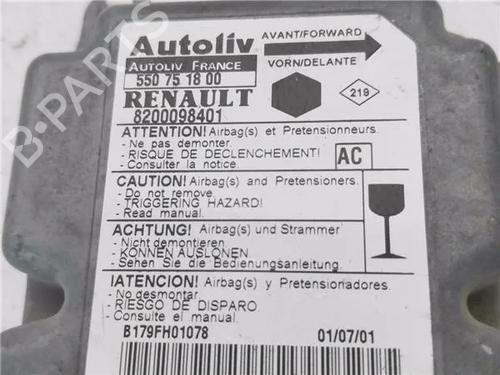 Autoliv
AVANT/FORWARD
AUTOLIV FRANCE
VORN/DELANTE
550 75 18 00
RENAULT
219
8200098401
ATTENTION! Airbag(s) et Pretensionneurs.
- Ne pas demonter.
- RISQUE DE DECLENCHEMENT!
- Consulter la notice.
AC
CAUTION! Airbag(s) and Pretensioners.
- Do not remove.
- TRIGGERING HAZARD!
- Read manual.
ACHTUNG! Airbag(s) und Strammer
- Nicht demontieren
- KONNEN AUSLONEN
- Sehen Sie die Bedienungsanleitung.
IATENCION! Airbag(s) y Pretensionadores.
- No desmontar
- RIESGO DE DISPARO.
- Consulte el manual.
B179FH01078
01/07/01